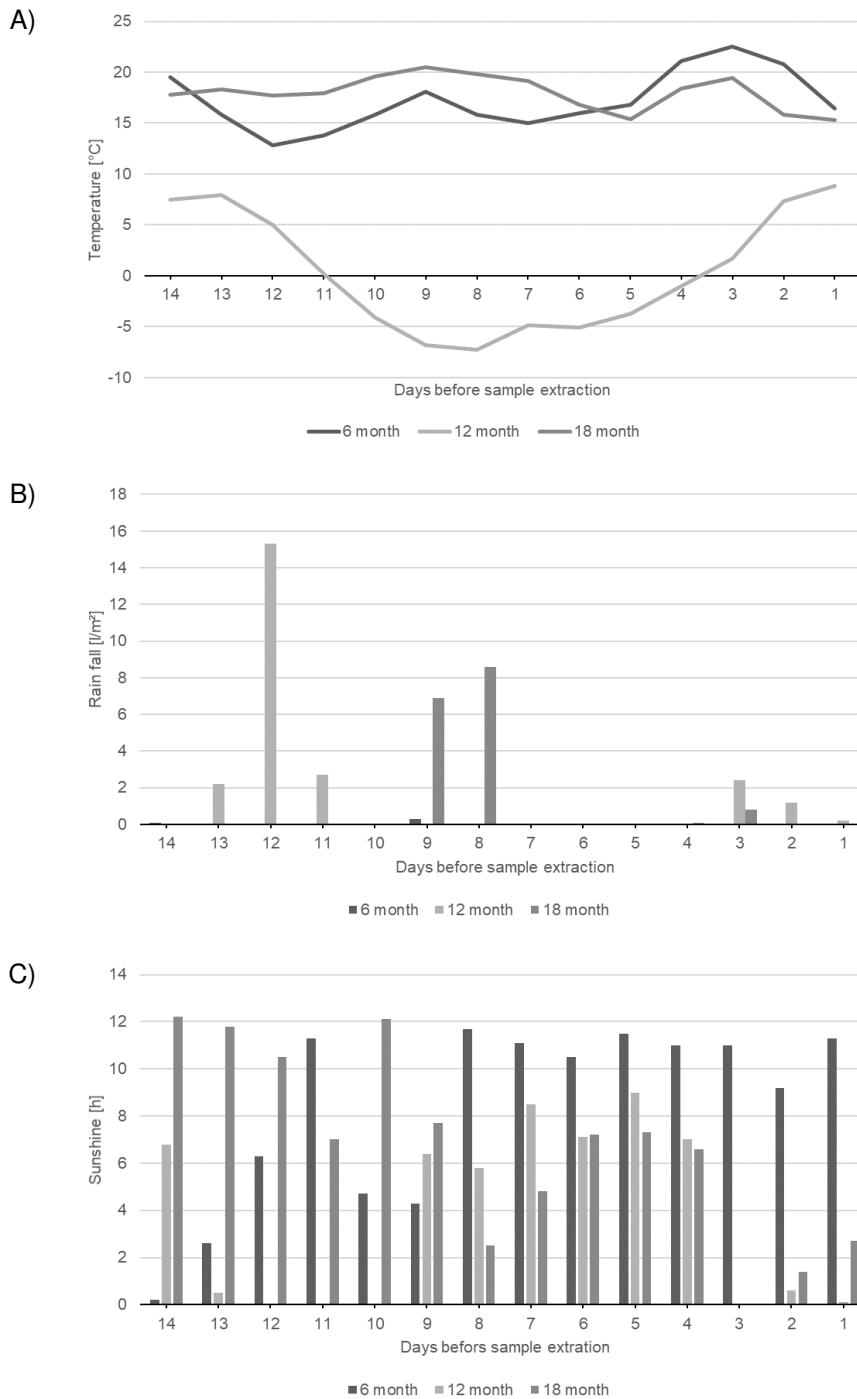 A)
25
20
15
10
5
0
-5
-10
Temperature [°C]
14 13 12 11 10 9 8 7 6 5 4 3 2 1
Days before sample extraction
6 month 12 month 18 month
B)
18
16
14
12
10
8
6
4
2
0
Rain fall [l/m²]
14 13 12 11 10 9 8 7 6 5 4 3 2 1
Days before sample extraction
6 month 12 month 18 month
C)
14
12
10
8
6
4
2
0
Sunshine [h]
14 13 12 11 10 9 8 7 6 5 4 3 2 1
Days befors sample extration
6 month 12 month 18 month